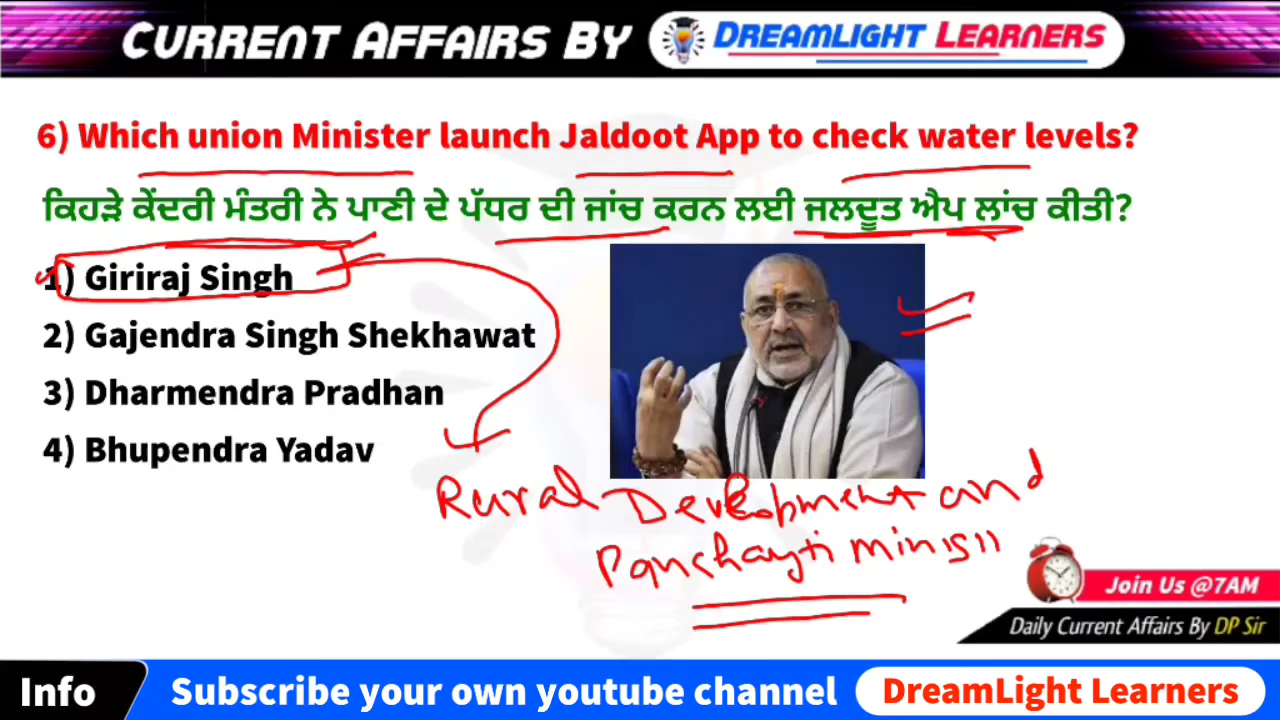 CURRENT AFFAIRS BY DREAMLIGHT LEARNERS
6) Which union Minister launch Jaldoot App to check water levels?
ਕਿਹੜੇ ਕੇਂਦਰੀ ਮੰਤਰੀ ਨੇ ਪਾਣੀ ਦੇ ਪੱਧਰ ਦੀ ਜਾਂਚ ਕਰਨ ਲਈ ਜਲਦੂਤ ਐਪ ਲਾਂਚ ਕੀਤੀ?
1) Giriraj Singh
2) Gajendra Singh Shekhawat
3) Dharmendra Pradhan
4) Bhupendra Yadav
Rural Development and
Panchayti
Join Us @7AM
Daily Current Affairs By DP Sir
Info Subscribe your own youtube channel DreamLight Learners